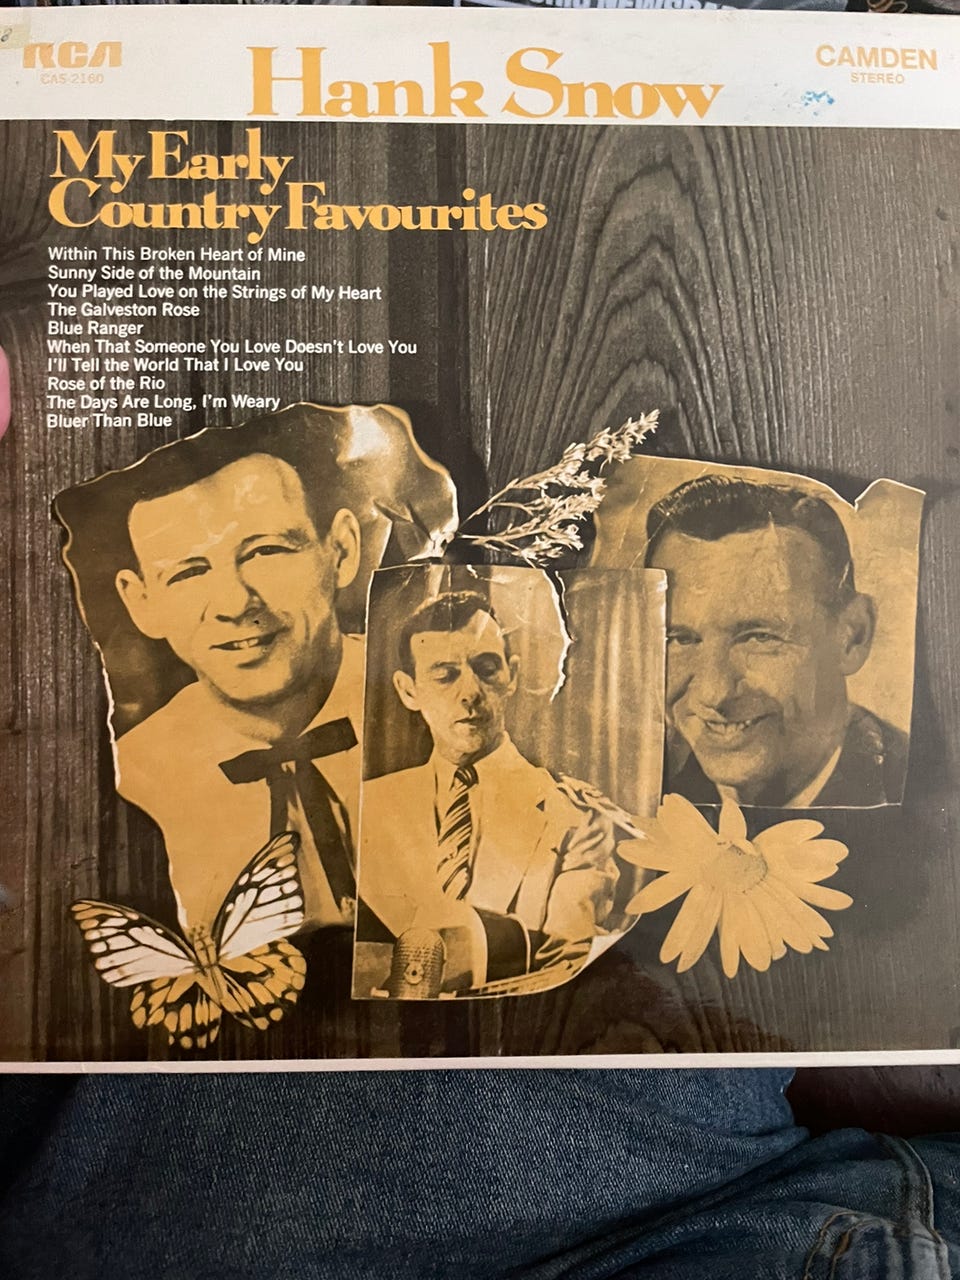 8
RCA
CAS-2160
Hank Snow
CAMDEN
STEREO
My Early
Country Favourites
Within This Broken Heart of Mine
Sunny Side of the Mountain
You Played Love on the Strings of My Heart
The Galveston Rose
Blue Ranger
When That Someone You Love Doesn't Love You
I'll Tell the World That I Love You
Rose of the Rio
The Days Are Long, I'm Weary
Bluer Than Blue